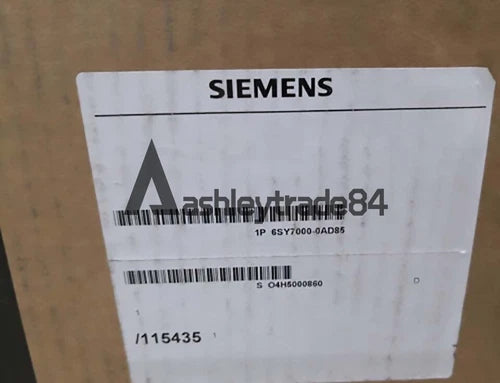 SIEMENS
ashleytrade84
1P 6SY7000-0AD85
S O4H5000860
/115435